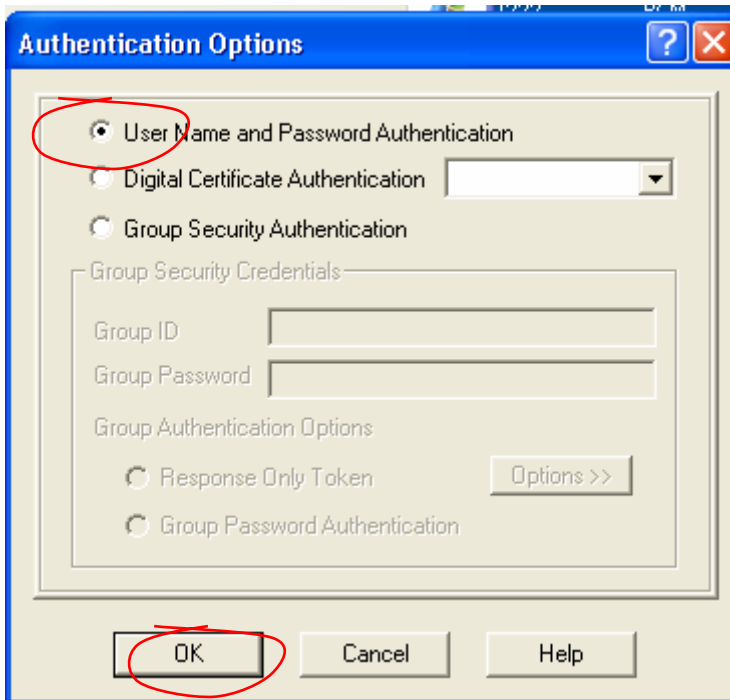 Authentication Options
User Name and Password Authentication
Digital Certificate Authentication
Group Security Authentication
Group Security Credentials
Group ID
Group Password
Group Authentication Options
Response Only Token
Options >>
Group Password Authentication
OK
Cancel
Help